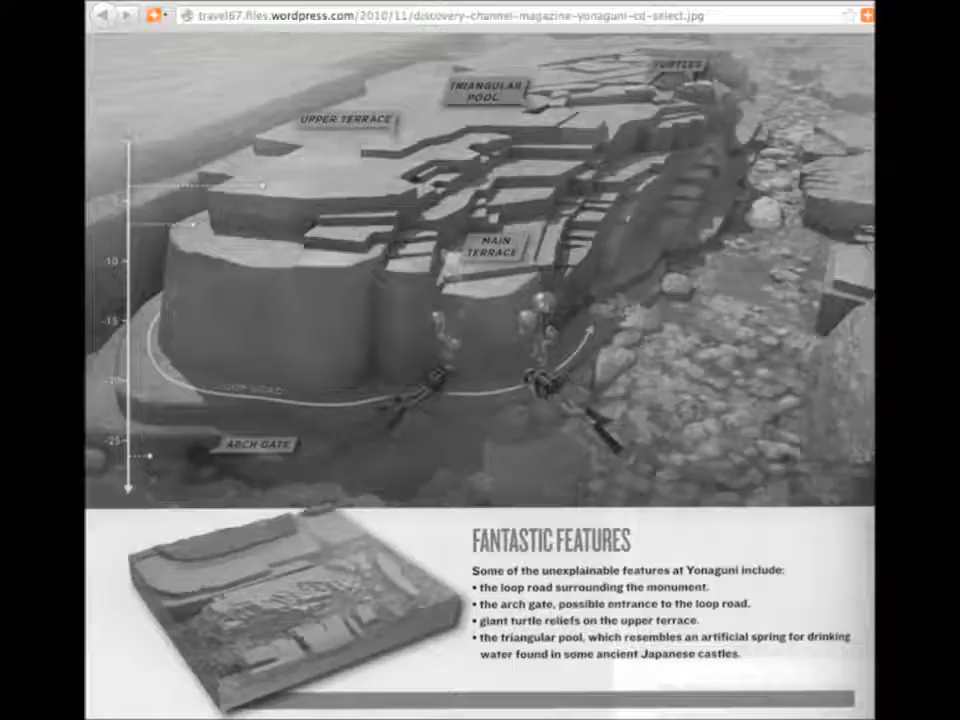 travel67.files.wordpress.com/2010/11/discovery-channel-magazine-yonaguni-cd-select.jpg
TURTLES
TRIANGULAR
POOL
UPPER TERRACE
MAIN
TERRACE
-10
-15
-20
LOOP ROAD
ARCH GATE
-25
FANTASTIC FEATURES
Some of the unexplainable features at Yonaguni include:
• the loop road surrounding the monument.
• the arch gate, possible entrance to the loop road.
• giant turtle reliefs on the upper terrace.
• the triangular pool, which resembles an artificial spring for drinking
water found in some ancient Japanese castles.